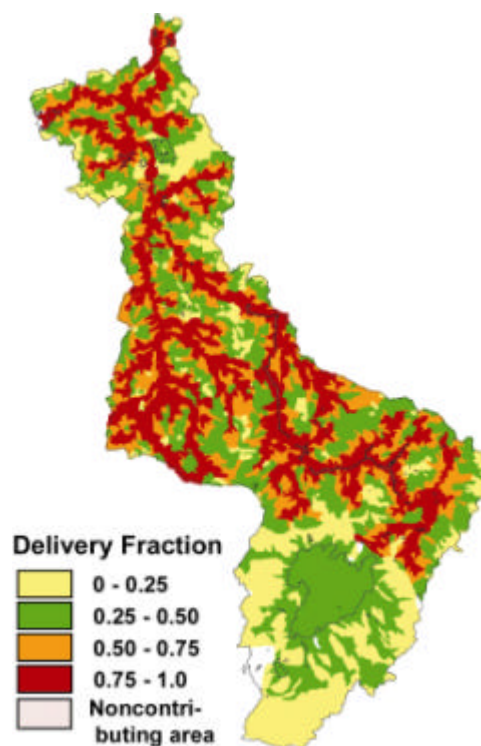 Delivery Fraction
0 - 0.25
0.25 - 0.50
0.50 - 0.75
0.75 - 1.0
Noncontri-
buting area